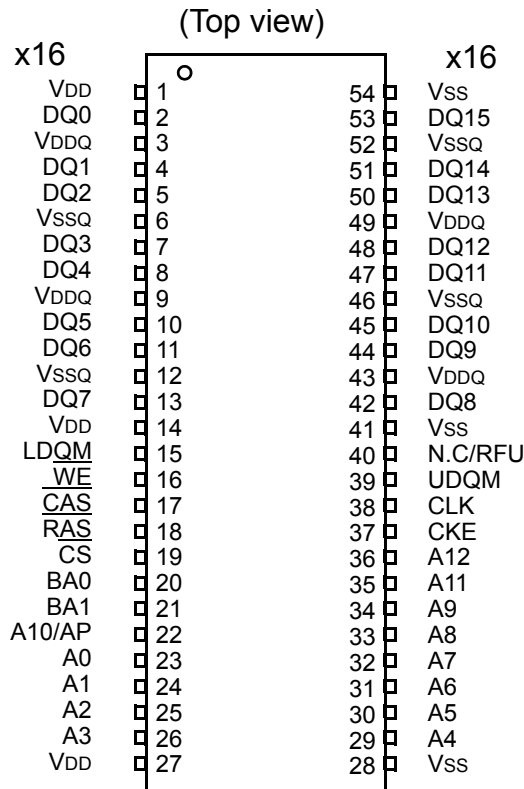 (Top view)
x16 x16
VDD 1 54 VSS
DQ0 2 53 DQ15
VDDQ 3 52 VSSQ
DQ1 4 51 DQ14
DQ2 5 50 DQ13
VSSQ 6 49 VDDQ
DQ3 7 48 DQ12
DQ4 8 47 DQ11
VDDQ 9 46 VSSQ
DQ5 10 45 DQ10
DQ6 11 44 DQ9
VSSQ 12 43 VDDQ
DQ7 13 42 DQ8
VDD 14 41 VSS
LDQM 15 40 N.C/RFU
WE 16 39 UDQM
CAS 17 38 CLK
RAS 18 37 CKE
CS 19 36 A12
BA0 20 35 A11
BA1 21 34 A9
A10/AP 22 33 A8
A0 23 32 A7
A1 24 31 A6
A2 25 30 A5
A3 26 29 A4
VDD 27 28 VSS